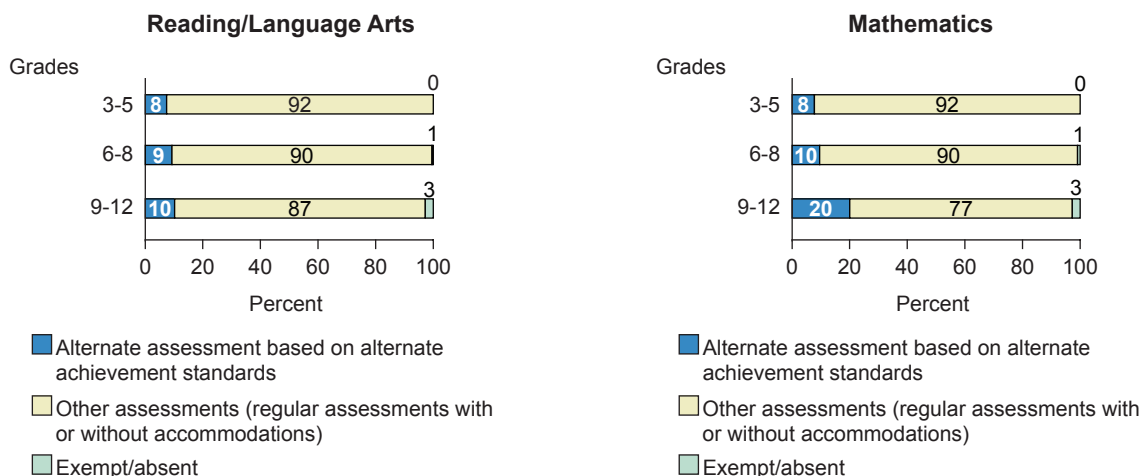 Reading/Language Arts
Grades
0
3-5 8 92
1
6-8 9 90
3
9-12 10 87
0 20 40 60 80 100
Percent
Alternate assessment based on alternate
achievement standards
Other assessments (regular assessments with
or without accommodations)
Exempt/absent
Mathematics
Grades
0
3-5 8 92
1
6-8 10 90
3
9-12 20 77
0 20 40 60 80 100
Percent
Alternate assessment based on alternate
achievement standards
Other assessments (regular assessments with
or without accommodations)
Exempt/absent